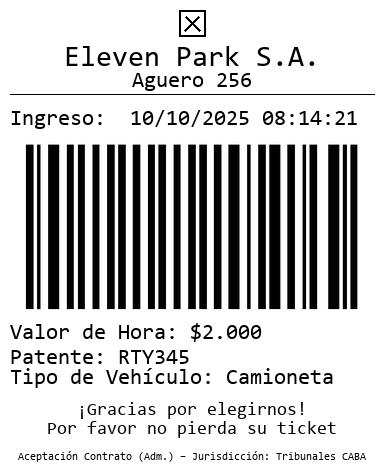 Eleven Park S.A.
Aguero 256
Ingreso: 10/10/2025 08:14:21
Valor de Hora: $2.000
Patente: RTY345
Tipo de Vehículo: Camioneta
¡Gracias por elegirnos!
Por favor no pierda su ticket
Aceptación Contrato (Adm.) – Jurisdicción: Tribunales CABA